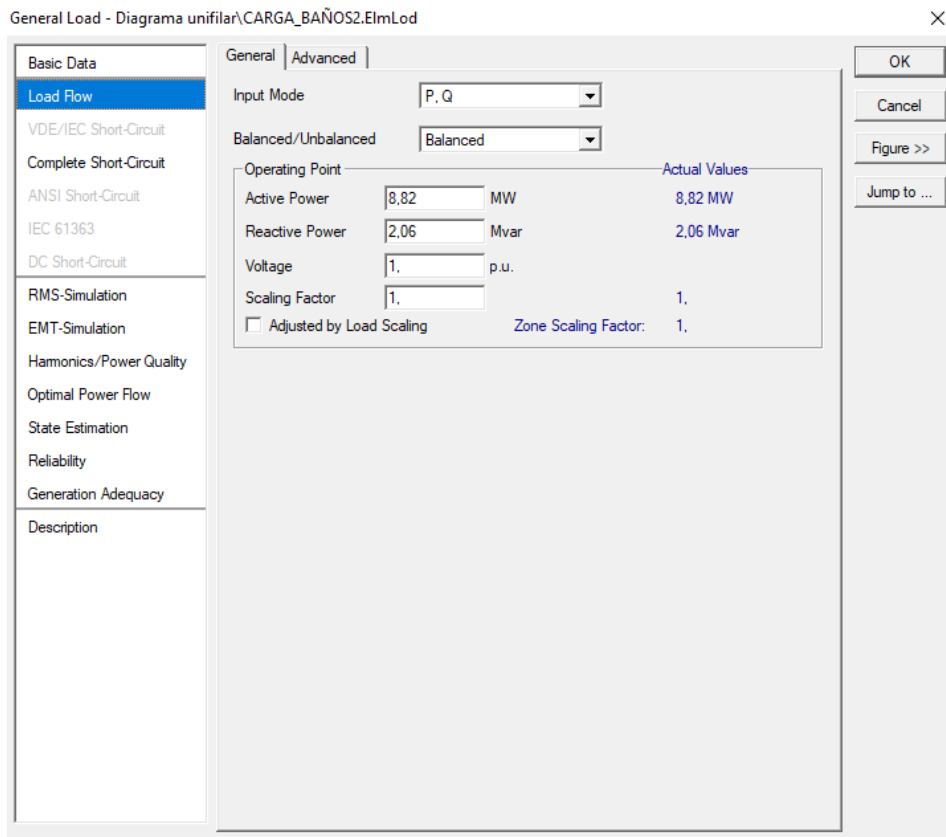 General Load - Diagrama unifilar\CARGA_BAÑOS2.ElmLod
Basic Data
Load Flow
VDE/IEC Short-Circuit
Complete Short-Circuit
ANSI Short-Circuit
IEC 61363
DC Short-Circuit
RMS-Simulation
EMT-Simulation
Harmonics/Power Quality
Optimal Power Flow
State Estimation
Reliability
Generation Adequacy
Description
General Advanced
Input Mode P, Q
Balanced/Unbalanced Balanced
Operating Point Actual Values
Active Power 8,82 MW 8,82 MW
Reactive Power 2,06 Mvar 2,06 Mvar
Voltage 1, p.u.
Scaling Factor 1, 1,
Adjusted by Load Scaling Zone Scaling Factor: 1,
OK
Cancel
Figure >>
Jump to ...